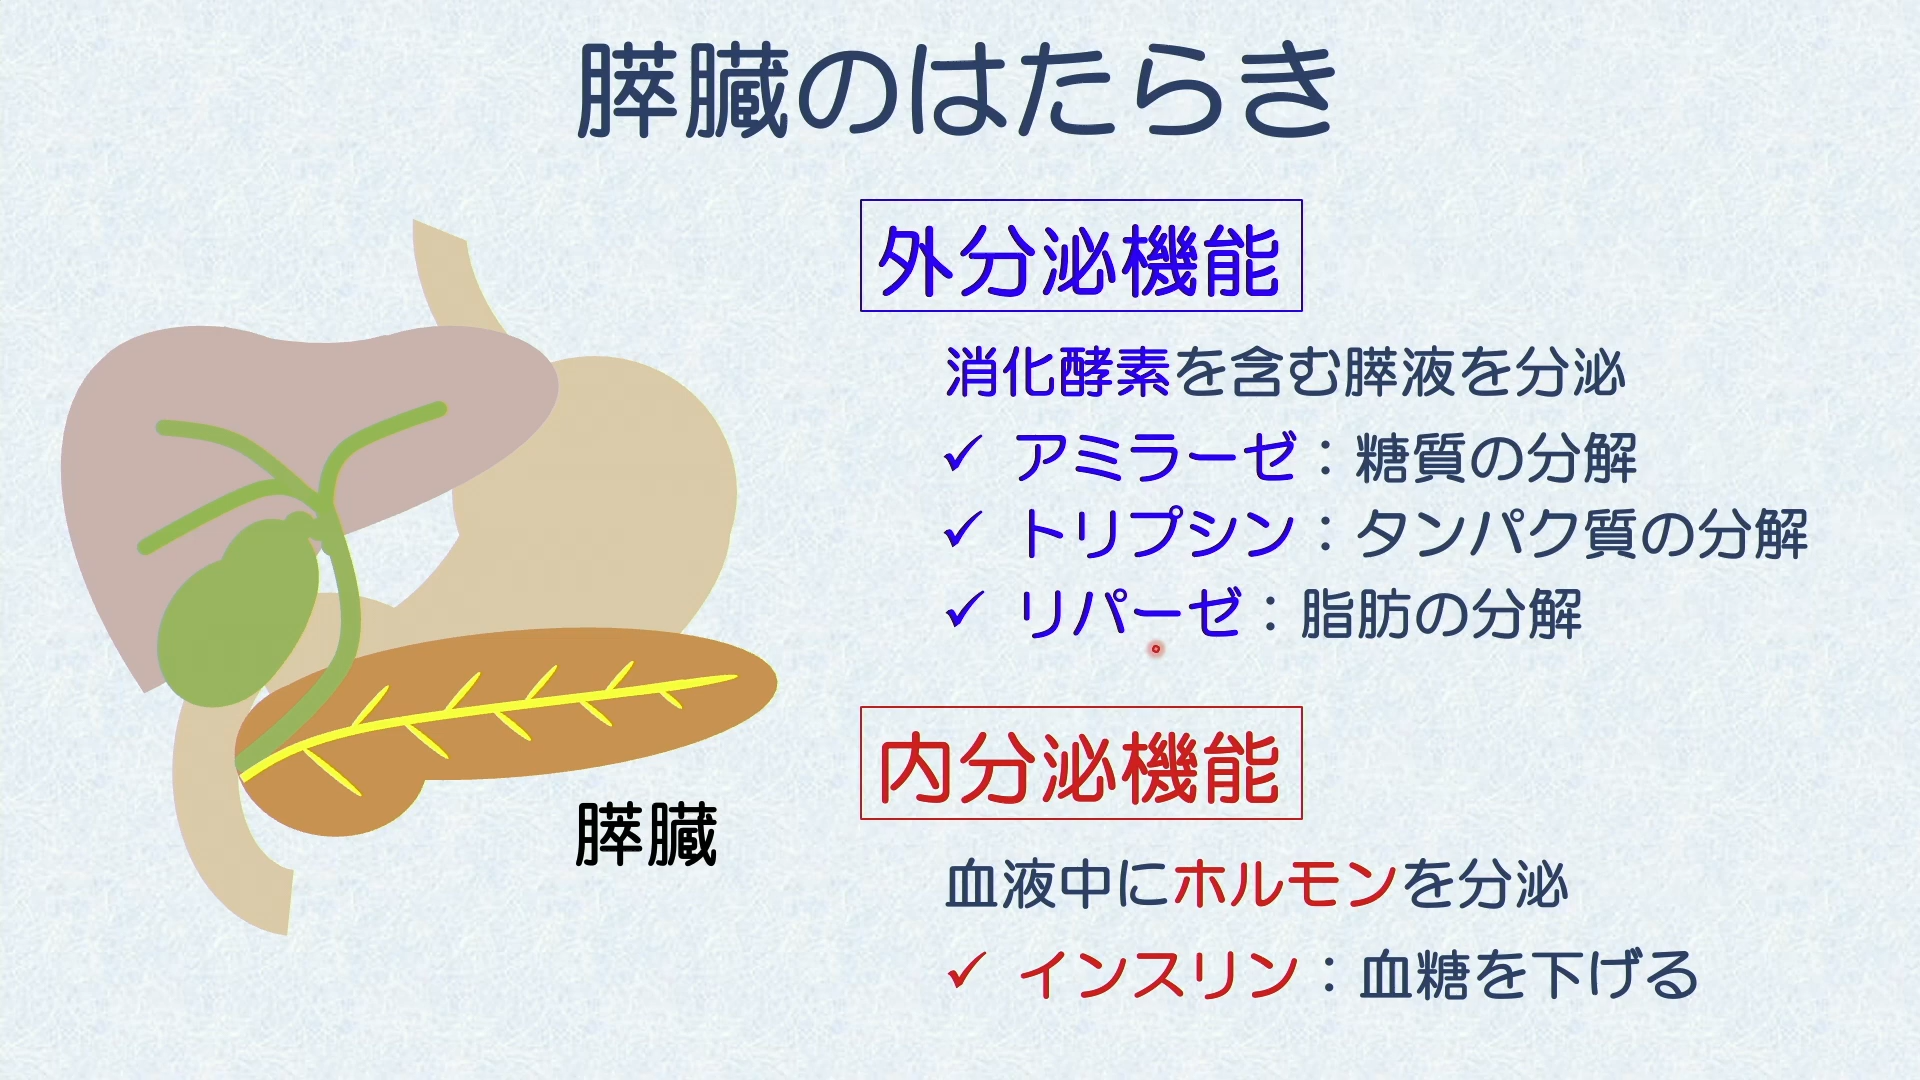 膵臓のはたらき
外分泌機能
消化酵素を含む膵液を分泌
✓ アミラーゼ：糖質の分解
✓ トリプシン：タンパク質の分解
✓ リパーゼ：脂肪の分解
内分泌機能
血液中にホルモンを分泌
✓ インスリン：血糖を下げる
膵臓